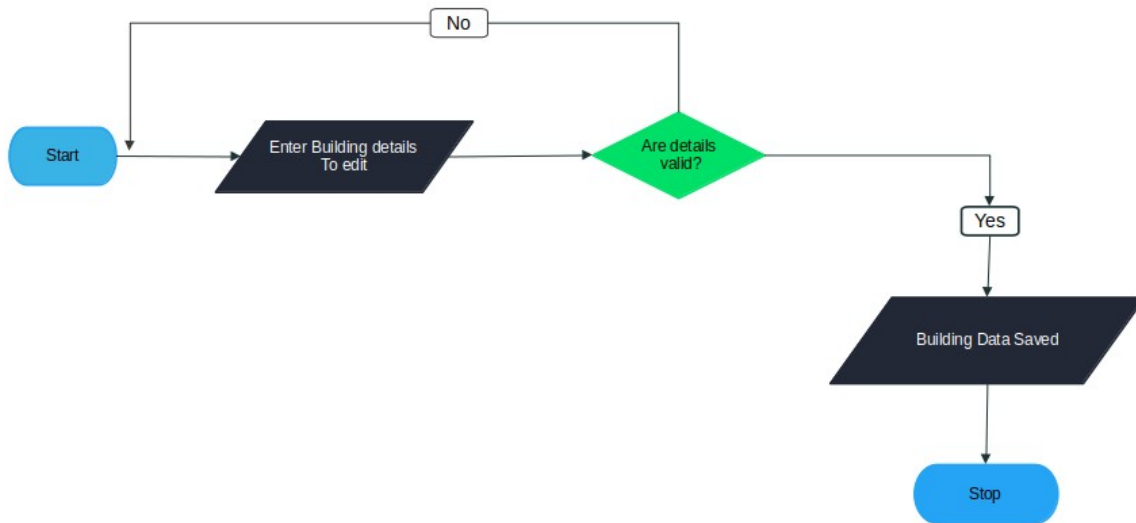 No
Start
Enter Building details
To edit
Are details
valid?
Yes
Building Data Saved
Stop